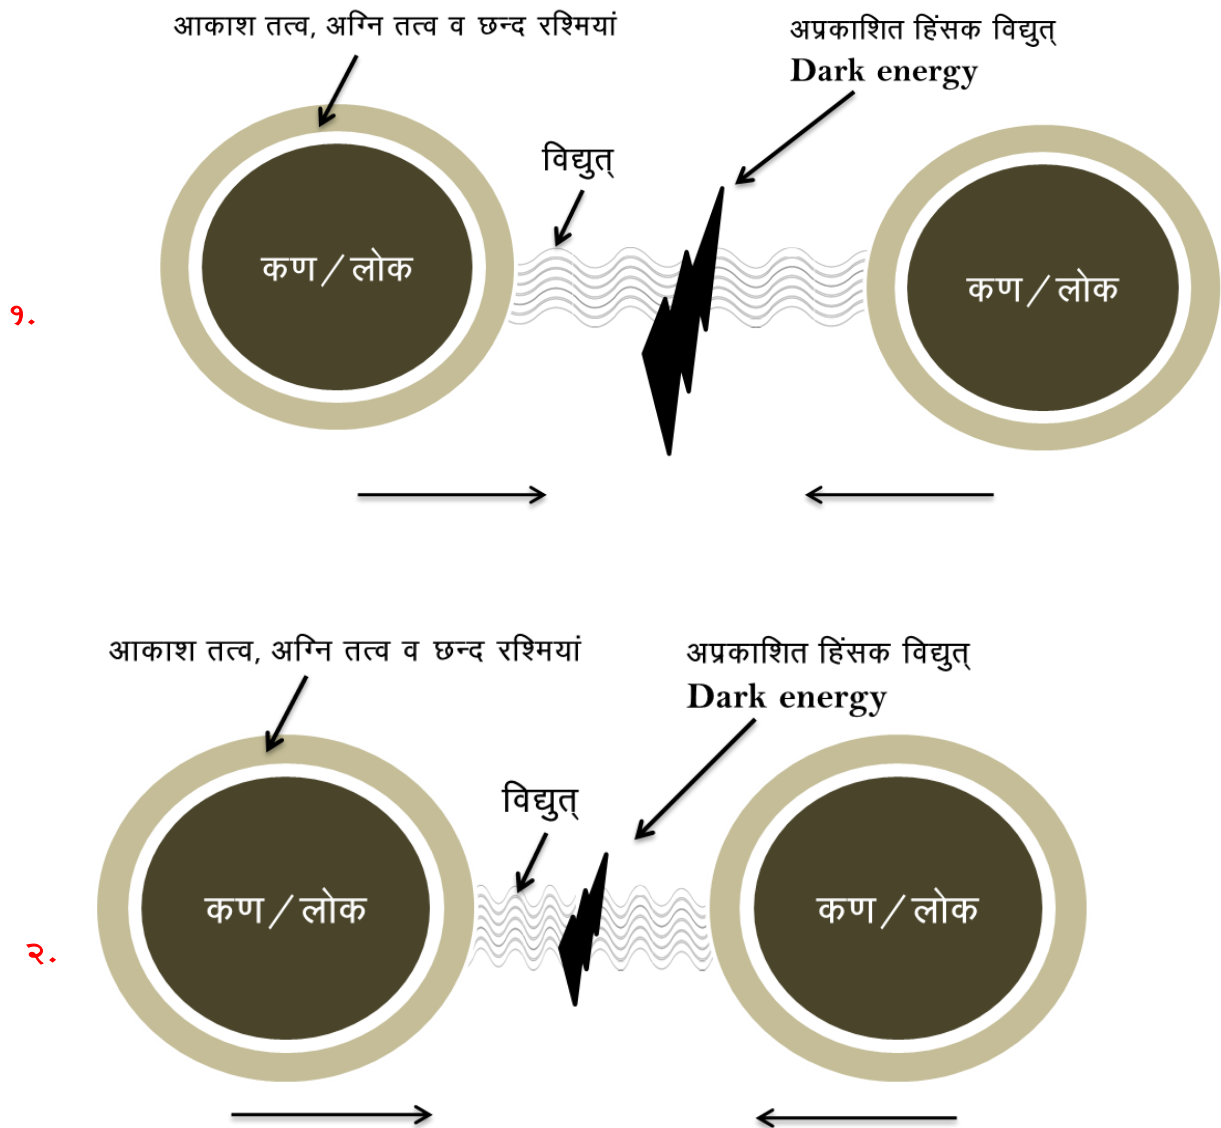 आकाश तत्व, अग्नि तत्व व छन्द रश्मियां
अप्रकाशित हिंसक विद्युत्
Dark energy
विद्युत्
कण/लोक
कण/लोक
१.
आकाश तत्व, अग्नि तत्व व छन्द रश्मियां
अप्रकाशित हिंसक विद्युत्
Dark energy
विद्युत्
कण/लोक
कण/लोक
२.